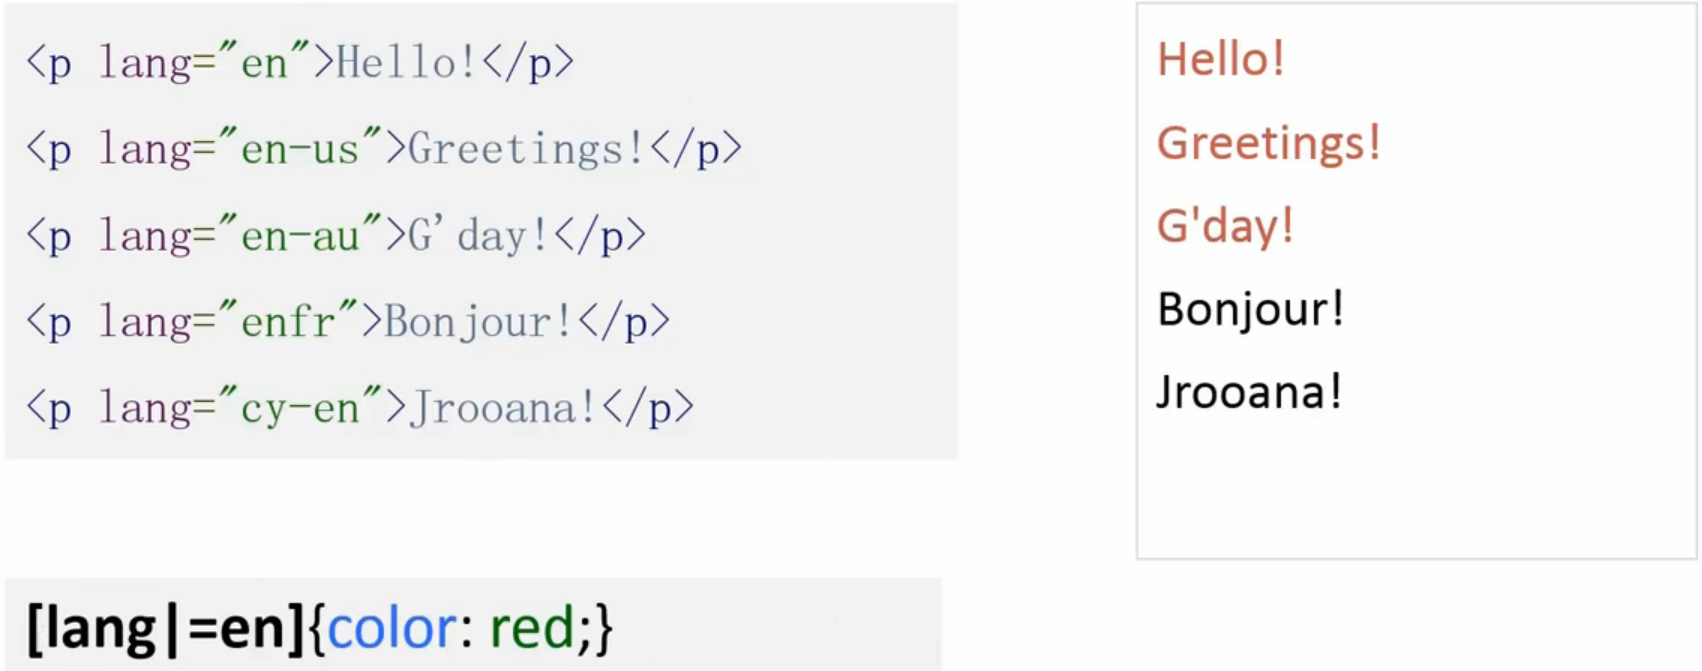 <p lang="en">Hello!</p>
<p lang="en-us">Greetings!</p>
<p lang="en-au">G'day!</p>
<p lang="enfr">Bonjour!</p>
<p lang="cy-en">Jrooana!</p>
[lang|=en]{color: red;}
Hello!
Greetings!
G'day!
Bonjour!
Jrooana!